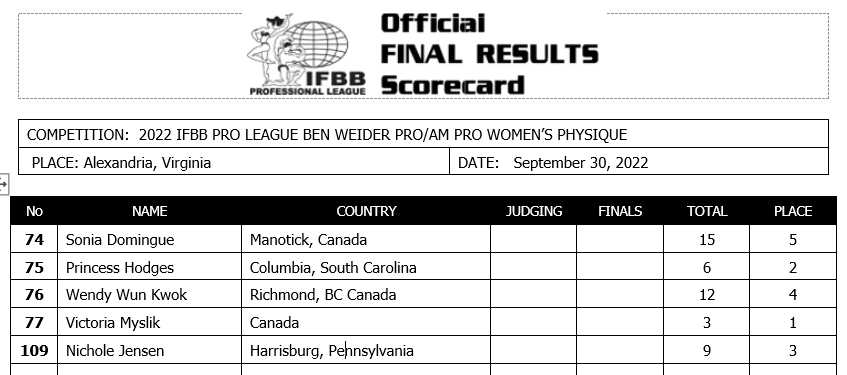 Official
FINAL RESULTS
Scorecard
IFBB
PROFESSIONAL LEAGUE
COMPETITION: 2022 IFBB PRO LEAGUE BEN WEIDER PRO/AM PRO WOMEN’S PHYSIQUE
PLACE: Alexandria, Virginia DATE: September 30, 2022
No NAME COUNTRY JUDGING FINALS TOTAL PLACE
74 Sonia Domingue Manotick, Canada 15 5
75 Princess Hodges Columbia, South Carolina 6 2
76 Wendy Wun Kwok Richmond, BC Canada 12 4
77 Victoria Myslik Canada 3 1
109 Nichole Jensen Harrisburg, Pennsylvania 9 3